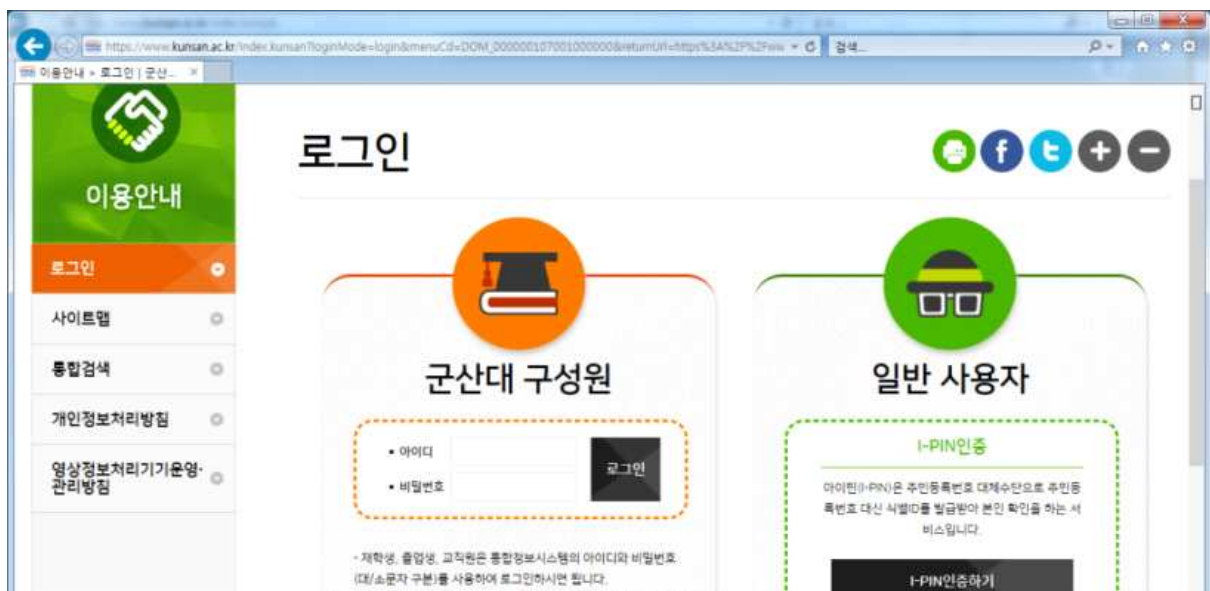 https://www.kunsan.ac.kr/index.kunsan?loginMode=login&menuCd=DOM_000000107001000000&returnUrl=https%3A%2F%2Fww
검색...
이용안내 > 로그인 | 군산...
이용안내
로그인
사이트맵
통합검색
개인정보처리방침
영상정보처리기기운영·
관리방침
로그인
군산대 구성원
• 아이디
• 비밀번호
로그인
- 재학생, 졸업생, 교직원은 통합정보시스템의 아이디와 비밀번호
(대/소문자 구분)를 사용하여 로그인하시면 됩니다.
일반 사용자
I-PIN인증
아이핀(I-PIN)은 주민등록번호 대체수단으로 주민등
록번호 대신 식별ID를 발급받아 본인 확인을 하는 서
비스입니다.
I-PIN인증하기